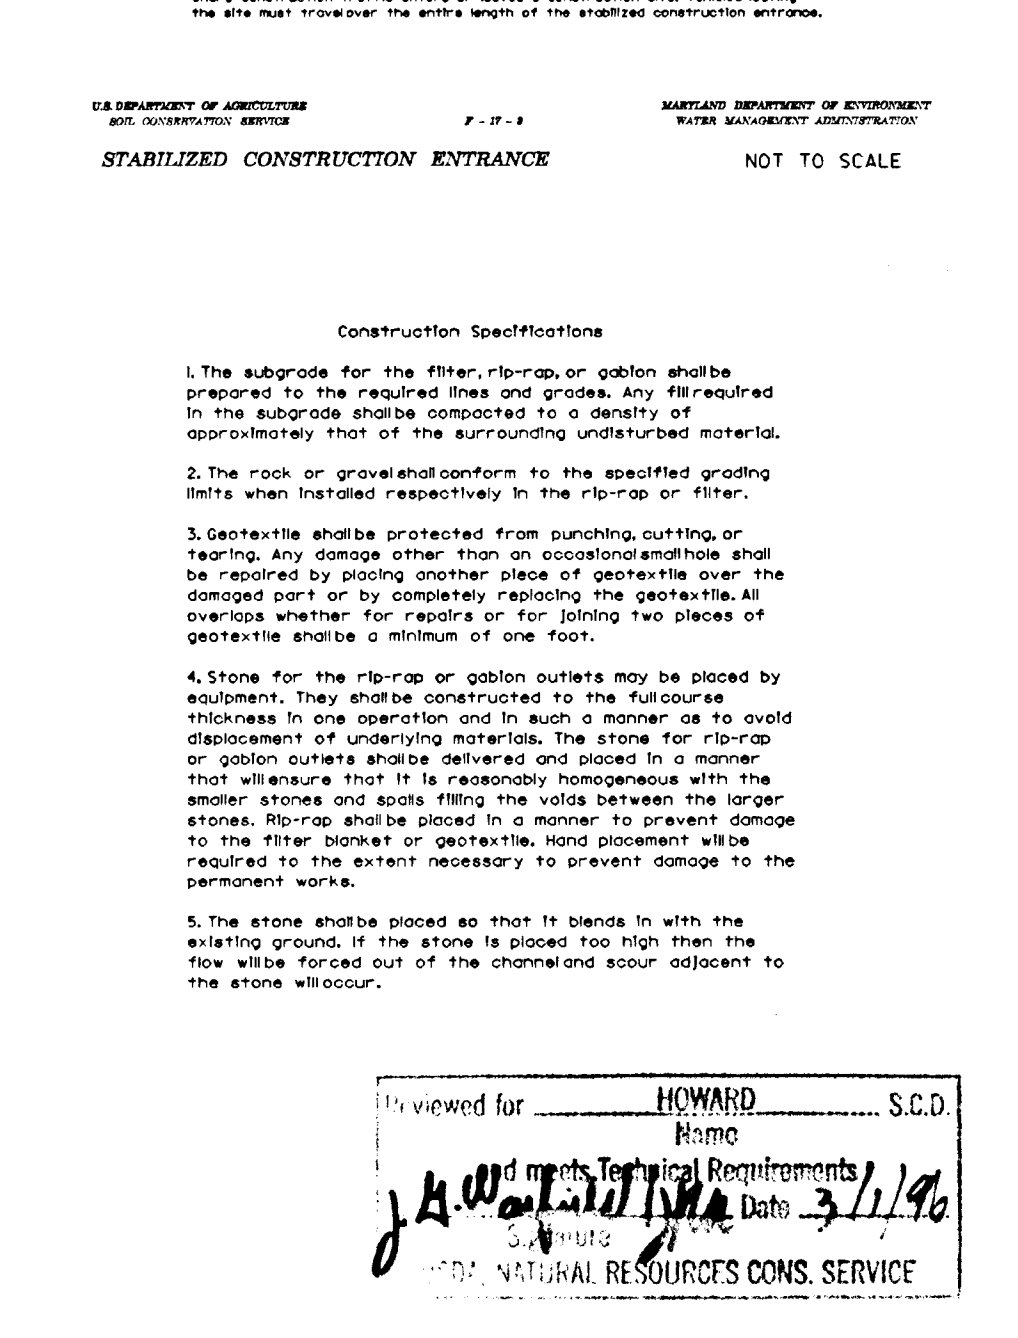 the site must travel over the entire length of the stabilized construction entrance.
U.S. DEPARTMENT OF AGRICULTURE
SOIL CONSERVATION SERVICE
F - 17 - 3
MARYLAND DEPARTMENT OF ENVIRONMENT
WATER MANAGEMENT ADMINISTRATION
STABILIZED CONSTRUCTION ENTRANCE
NOT TO SCALE
Construction Specifications
1. The subgrade for the filter, rip-rap, or gabion shall be
prepared to the required lines and grades. Any fill required
in the subgrade shall be compacted to a density of
approximately that of the surrounding undisturbed material.
2. The rock or gravel shall conform to the specified grading
limits when installed respectively in the rip-rap or filter.
3. Geotextile shall be protected from punching, cutting, or
tearing. Any damage other than an occasional small hole shall
be repaired by placing another piece of geotextile over the
damaged part or by completely replacing the geotextile. All
overlaps whether for repairs or for joining two pieces of
geotextile shall be a minimum of one foot.
4. Stone for the rip-rap or gabion outlets may be placed by
equipment. They shall be constructed to the full course
thickness in one operation and in such a manner as to avoid
displacement of underlying materials. The stone for rip-rap
or gabion outlets shall be delivered and placed in a manner
that will ensure that it is reasonably homogeneous with the
smaller stones and spalls filling the voids between the larger
stones. Rip-rap shall be placed in a manner to prevent damage
to the filter blanket or geotextile. Hand placement will be
required to the extent necessary to prevent damage to the
permanent works.
5. The stone shall be placed so that it blends in with the
existing ground. If the stone is placed too high then the
flow will be forced out of the channel and scour adjacent to
the stone will occur.
Reviewed for HOWARD S.C.D.
Name
and meets Technical Requirements
J. G. Warfield Date 3/1/96
Signature
USDA, NATURAL RESOURCES CONS. SERVICE